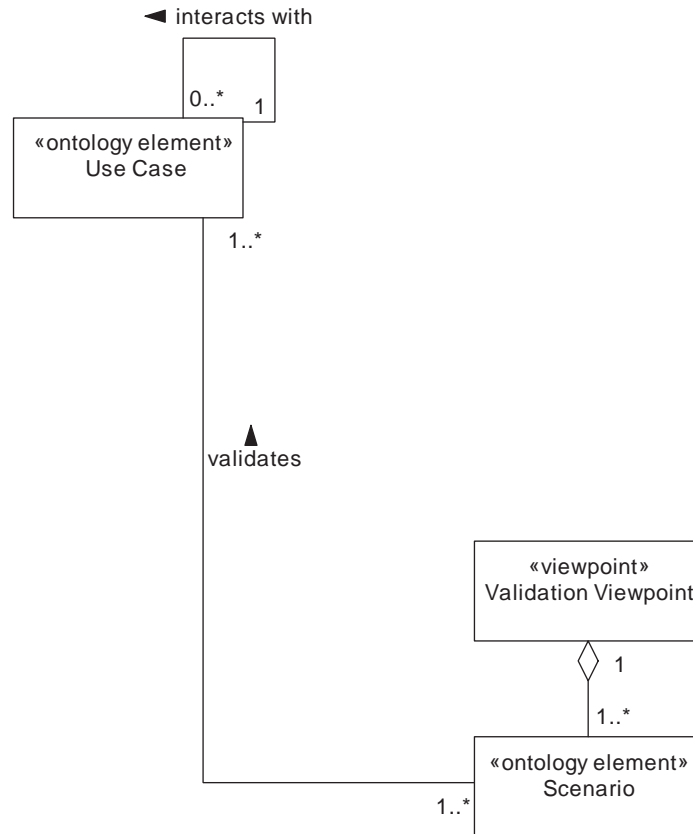 interacts with
0..*
1
«ontology element»
Use Case
1..*
validates
«viewpoint»
Validation Viewpoint
1
1..*
«ontology element»
Scenario
1..*